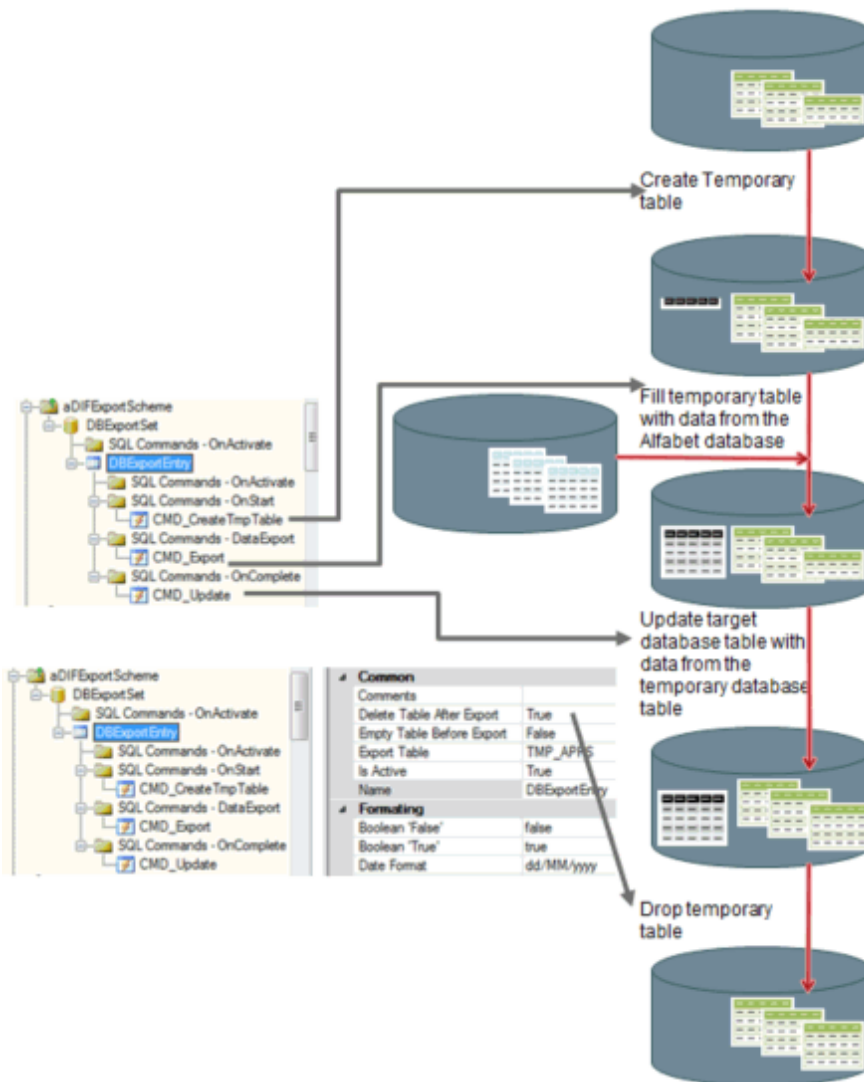 Create Temporary
table
Fill temporary table
with data from the
Alfabet database
aDIFExportScheme
DBExportSet
SQL Commands - OnActivate
DBExportEntry
SQL Commands - OnActivate
SQL Commands - OnStart
CMD_CreateTmpTable
SQL Commands - DataExport
CMD_Export
SQL Commands - OnComplete
CMD_Update
Update target
database table with
data from the
temporary database
table
aDIFExportScheme
DBExportSet
SQL Commands - OnActivate
DBExportEntry
SQL Commands - OnActivate
SQL Commands - OnStart
CMD_CreateTmpTable
SQL Commands - DataExport
CMD_Export
SQL Commands - OnComplete
CMD_Update
Common
Comments
Delete Table After Export True
Empty Table Before Export False
Export Table TMP_APPS
Is Active True
Name DBExportEntry
Formating
Boolean 'False' false
Boolean 'True' true
Date Format dd/MM/yyyy
Drop temporary
table